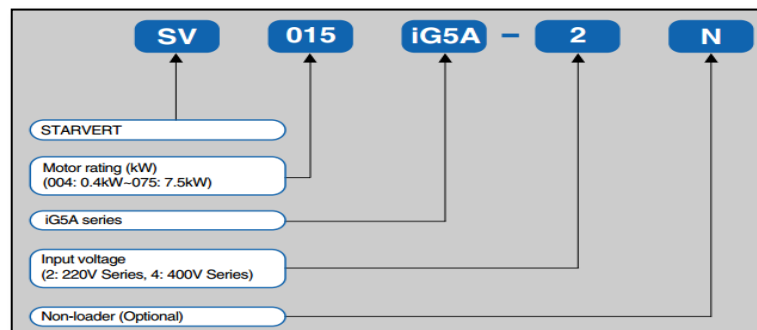 SV 015 iG5A - 2 N
STARVERT
Motor rating (kW)
(004: 0.4kW~075: 7.5kW)
iG5A series
Input voltage
(2: 220V Series, 4: 400V Series)
Non-loader (Optional)